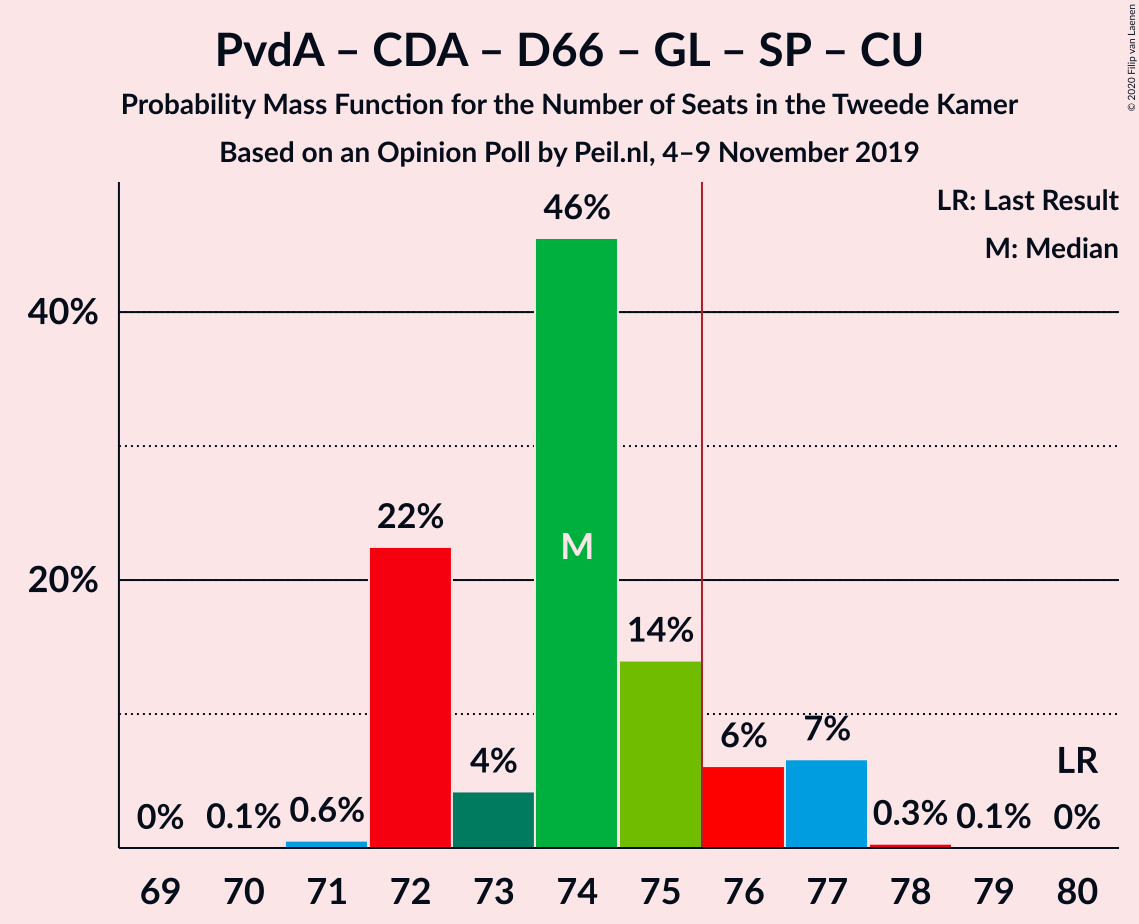 PvdA – CDA – D66 – GL – SP – CU
Probability Mass Function for the Number of Seats in the Tweede Kamer
Based on an Opinion Poll by Peil.nl, 4–9 November 2019
© 2020 Filip van Laenen
LR: Last Result
M: Median
40%
20%
0%
0.1%
0.6%
22%
4%
46%
M
14%
6%
7%
0.3%
0.1%
LR
0%
69 70 71 72 73 74 75 76 77 78 79 80